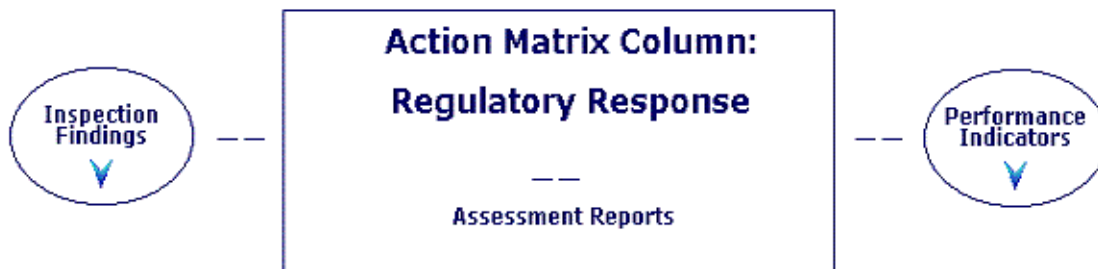 Action Matrix Column:
Regulatory Response
Inspection
Findings
— —
— —
Performance
Indicators
— —
Assessment Reports